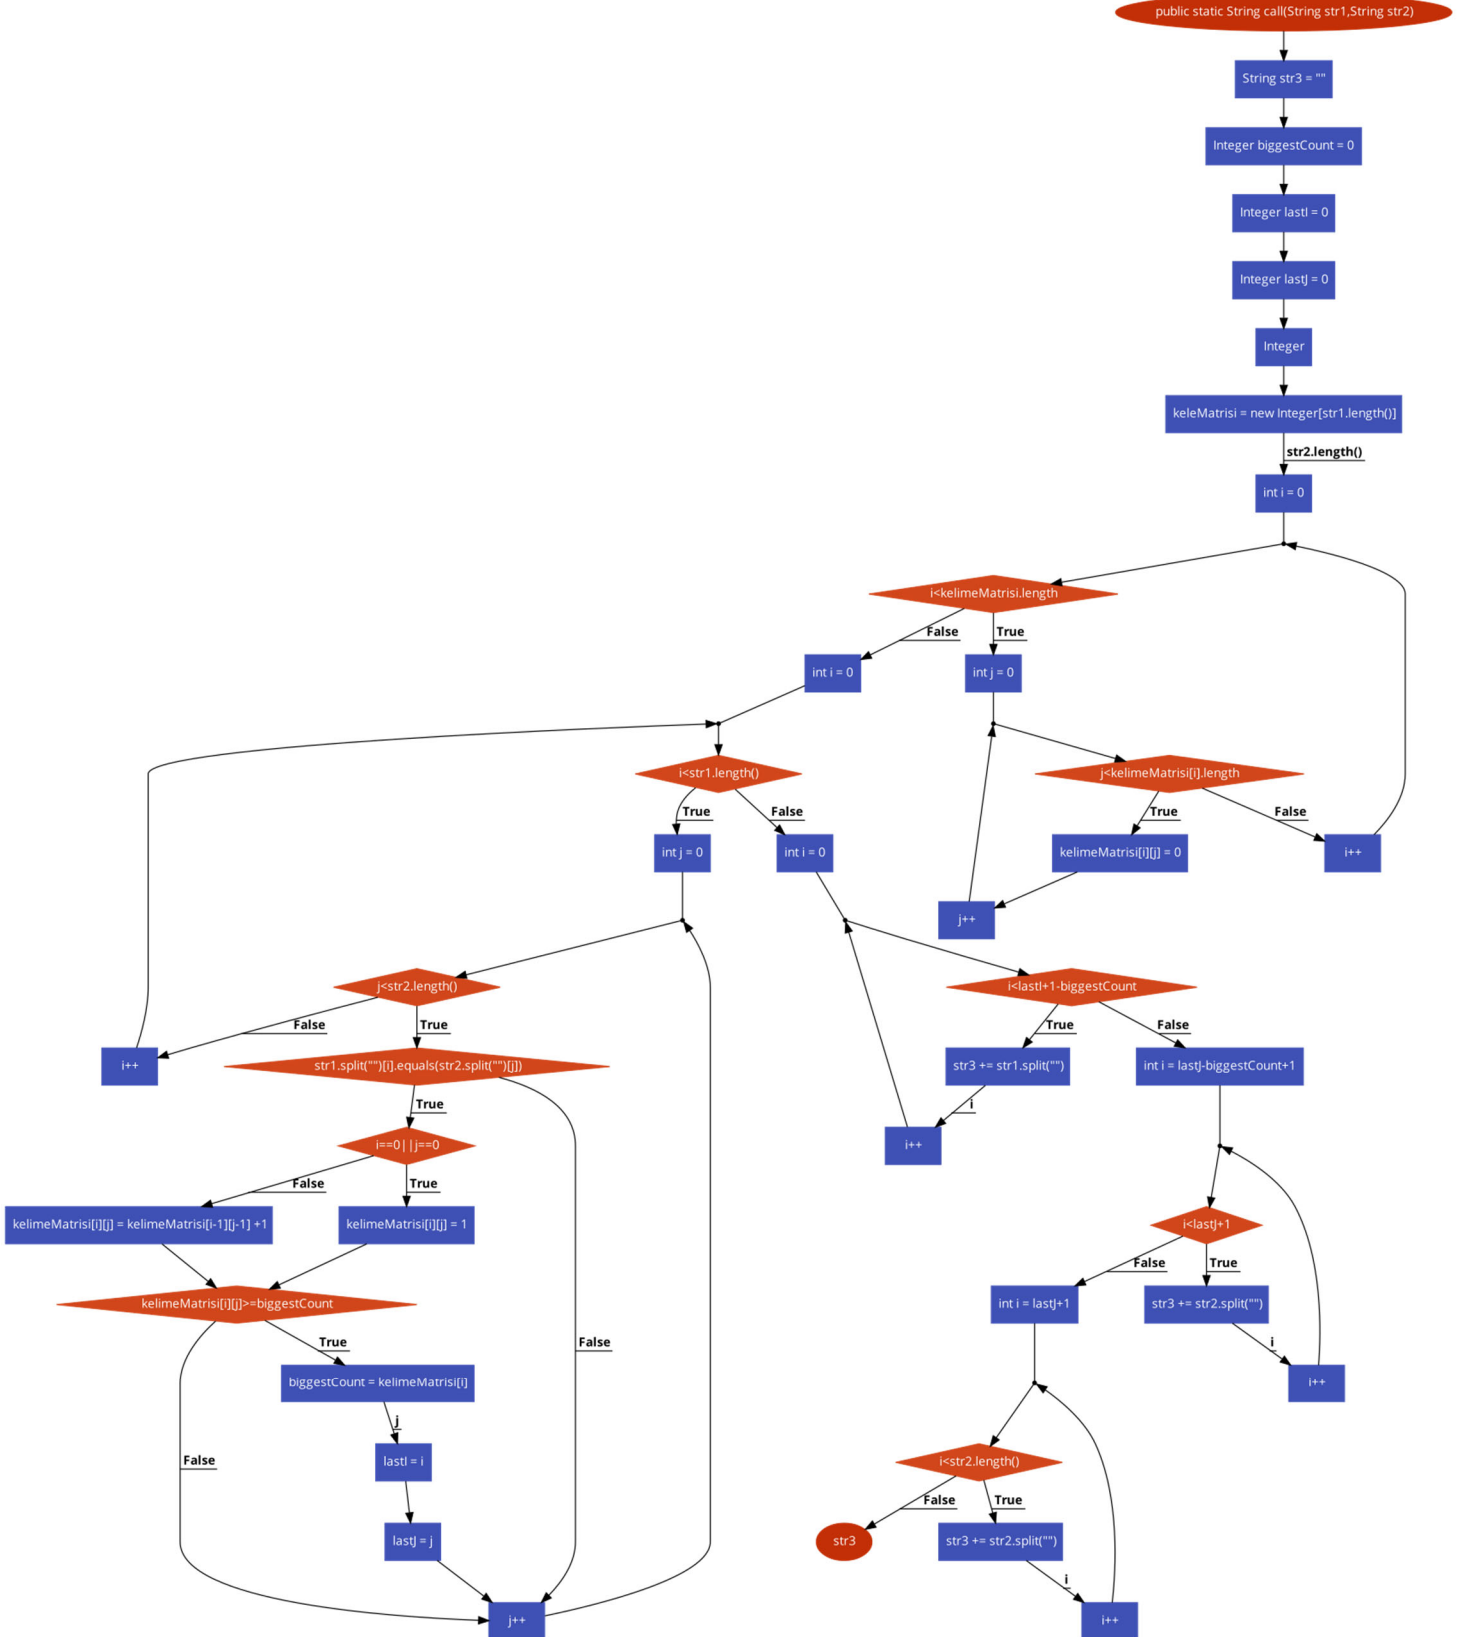 public static String call(String str1,String str2)
String str3 = ""
Integer biggestCount = 0
Integer lastI = 0
Integer lastJ = 0
Integer
keleMatrisi = new Integer[str1.length()]
str2.length()
int i = 0
i<kelimeMatrisi.length
False
True
int i = 0
int j = 0
i<str1.length()
j<kelimeMatrisi[i].length
True
False
True
False
int j = 0
int i = 0
kelimeMatrisi[i][j] = 0
i++
j++
j<str2.length()
i<lastI+1-biggestCount
False
True
True
False
i++
str1.split("")[i].equals(str2.split("")[j])
str3 += str1.split("")
int i = lastJ-biggestCount+1
True
i
i==0||j==0
i++
False
True
kelimeMatrisi[i][j] = kelimeMatrisi[i-1][j-1] +1
kelimeMatrisi[i][j] = 1
i<lastJ+1
False
True
kelimeMatrisi[i][j]>=biggestCount
int i = lastJ+1
str3 += str2.split("")
True
False
i
biggestCount = kelimeMatrisi[i]
i++
j
False
lastI = i
i<str2.length()
False
True
lastJ = j
str3
str3 += str2.split("")
i
j++
i++